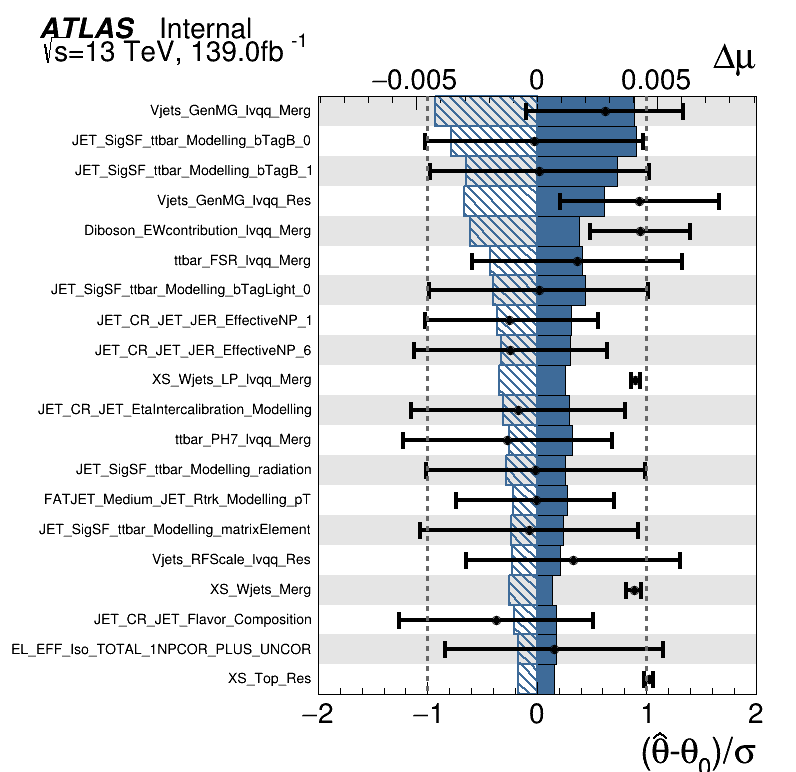 ATLAS Internal
√s=13 TeV, 139.0fb -1
Δμ
−0.005 0 0.005
Vjets_GenMG_lvqq_Merg
JET_SigSF_ttbar_Modelling_bTagB_0
JET_SigSF_ttbar_Modelling_bTagB_1
Vjets_GenMG_lvqq_Res
Diboson_EWcontribution_lvqq_Merg
ttbar_FSR_lvqq_Merg
JET_SigSF_ttbar_Modelling_bTagLight_0
JET_CR_JET_JER_EffectiveNP_1
JET_CR_JET_JER_EffectiveNP_6
XS_Wjets_LP_lvqq_Merg
JET_CR_JET_EtaIntercalibration_Modelling
ttbar_PH7_lvqq_Merg
JET_SigSF_ttbar_Modelling_radiation
FATJET_Medium_JET_Rtrk_Modelling_pT
JET_SigSF_ttbar_Modelling_matrixElement
Vjets_RFScale_lvqq_Res
XS_Wjets_Merg
JET_CR_JET_Flavor_Composition
EL_EFF_Iso_TOTAL_1NPCOR_PLUS_UNCOR
XS_Top_Res
−2 −1 0 1 2
(θ̂-θ₀)/σ